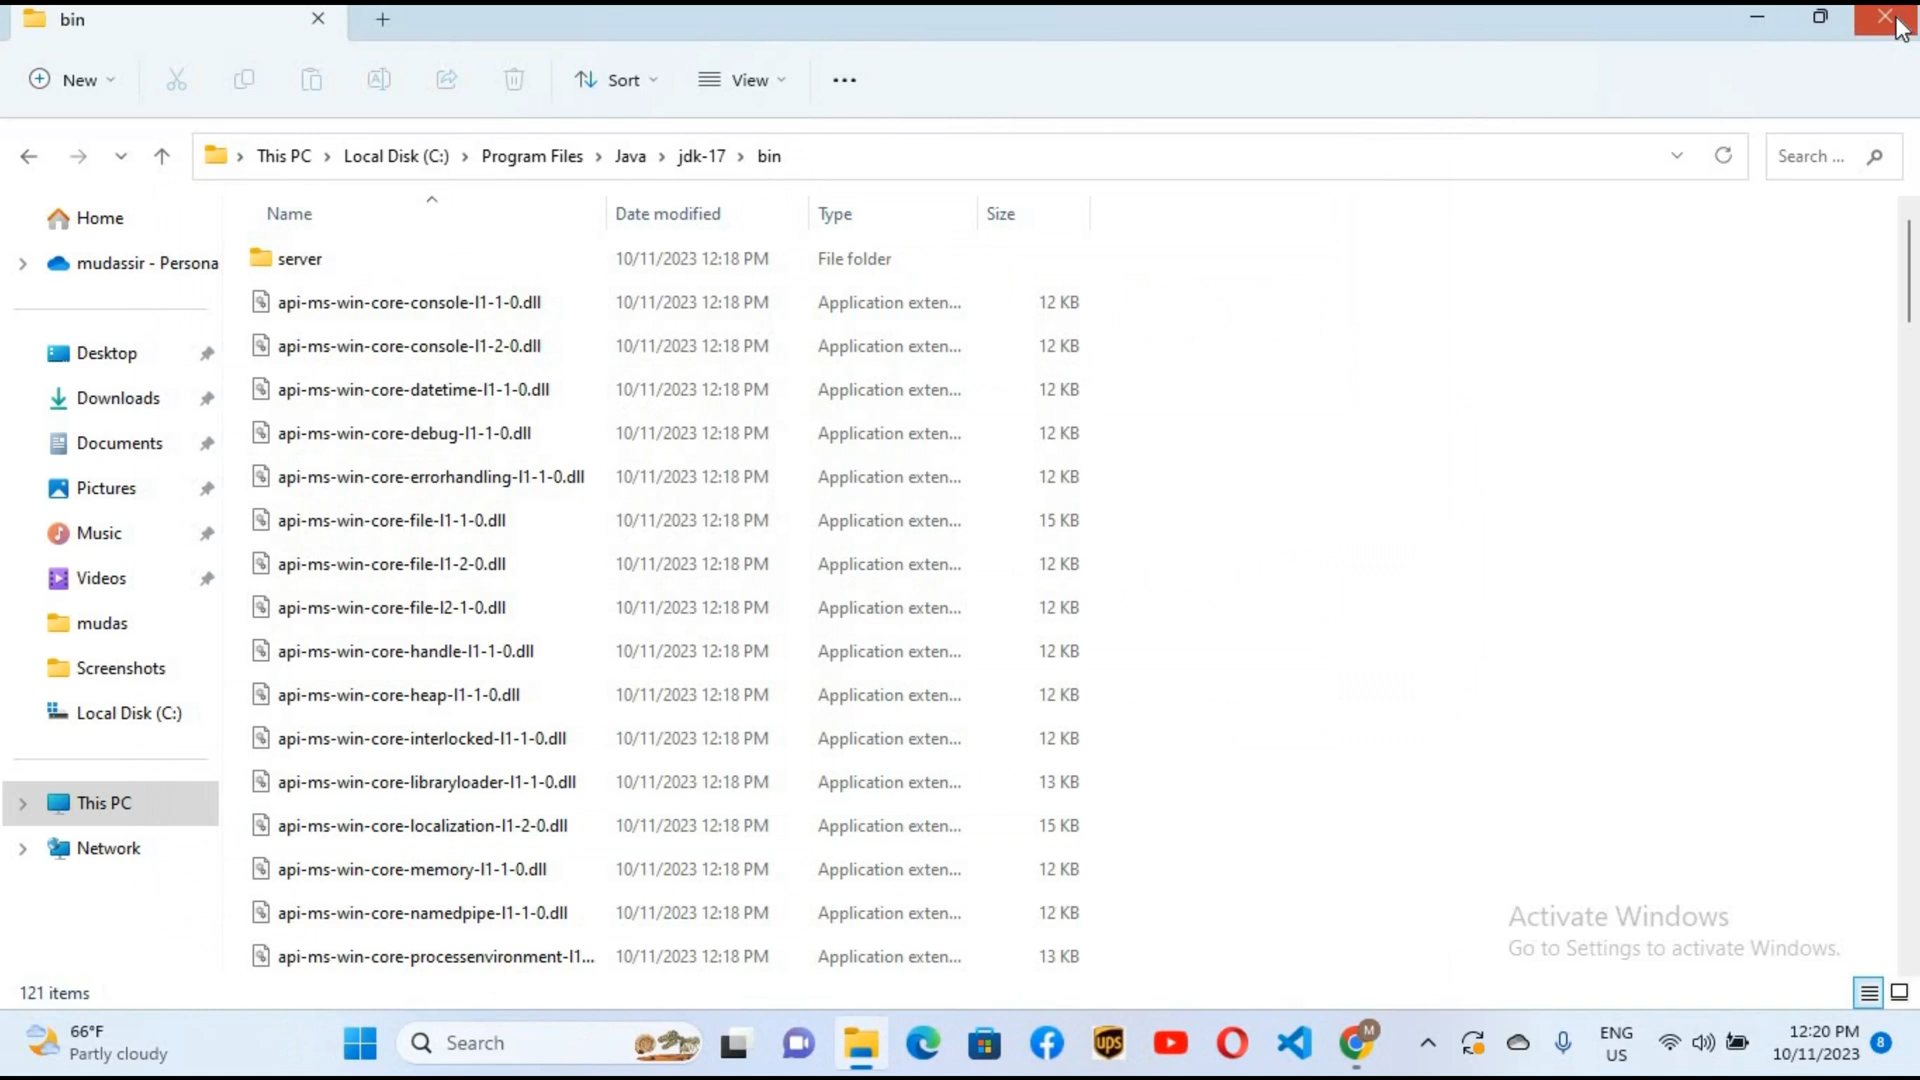 bin
New
Sort
View
This PC > Local Disk (C:) > Program Files > Java > jdk-17 > bin
Search ...
Home
mudassir - Persona
Desktop
Downloads
Documents
Pictures
Music
Videos
mudas
Screenshots
Local Disk (C:)
This PC
Network
Name Date modified Type Size
server 10/11/2023 12:18 PM File folder
api-ms-win-core-console-l1-1-0.dll 10/11/2023 12:18 PM Application exten... 12 KB
api-ms-win-core-console-l1-2-0.dll 10/11/2023 12:18 PM Application exten... 12 KB
api-ms-win-core-datetime-l1-1-0.dll 10/11/2023 12:18 PM Application exten... 12 KB
api-ms-win-core-debug-l1-1-0.dll 10/11/2023 12:18 PM Application exten... 12 KB
api-ms-win-core-errorhandling-l1-1-0.dll 10/11/2023 12:18 PM Application exten... 12 KB
api-ms-win-core-file-l1-1-0.dll 10/11/2023 12:18 PM Application exten... 15 KB
api-ms-win-core-file-l1-2-0.dll 10/11/2023 12:18 PM Application exten... 12 KB
api-ms-win-core-file-l2-1-0.dll 10/11/2023 12:18 PM Application exten... 12 KB
api-ms-win-core-handle-l1-1-0.dll 10/11/2023 12:18 PM Application exten... 12 KB
api-ms-win-core-heap-l1-1-0.dll 10/11/2023 12:18 PM Application exten... 12 KB
api-ms-win-core-interlocked-l1-1-0.dll 10/11/2023 12:18 PM Application exten... 12 KB
api-ms-win-core-libraryloader-l1-1-0.dll 10/11/2023 12:18 PM Application exten... 13 KB
api-ms-win-core-localization-l1-2-0.dll 10/11/2023 12:18 PM Application exten... 15 KB
api-ms-win-core-memory-l1-1-0.dll 10/11/2023 12:18 PM Application exten... 12 KB
api-ms-win-core-namedpipe-l1-1-0.dll 10/11/2023 12:18 PM Application exten... 12 KB
api-ms-win-core-processenvironment-l1... 10/11/2023 12:18 PM Application exten... 13 KB
Activate Windows
Go to Settings to activate Windows.
121 items
66°F
Partly cloudy
Search
ups
M
ENG
US
12:20 PM
10/11/2023
8